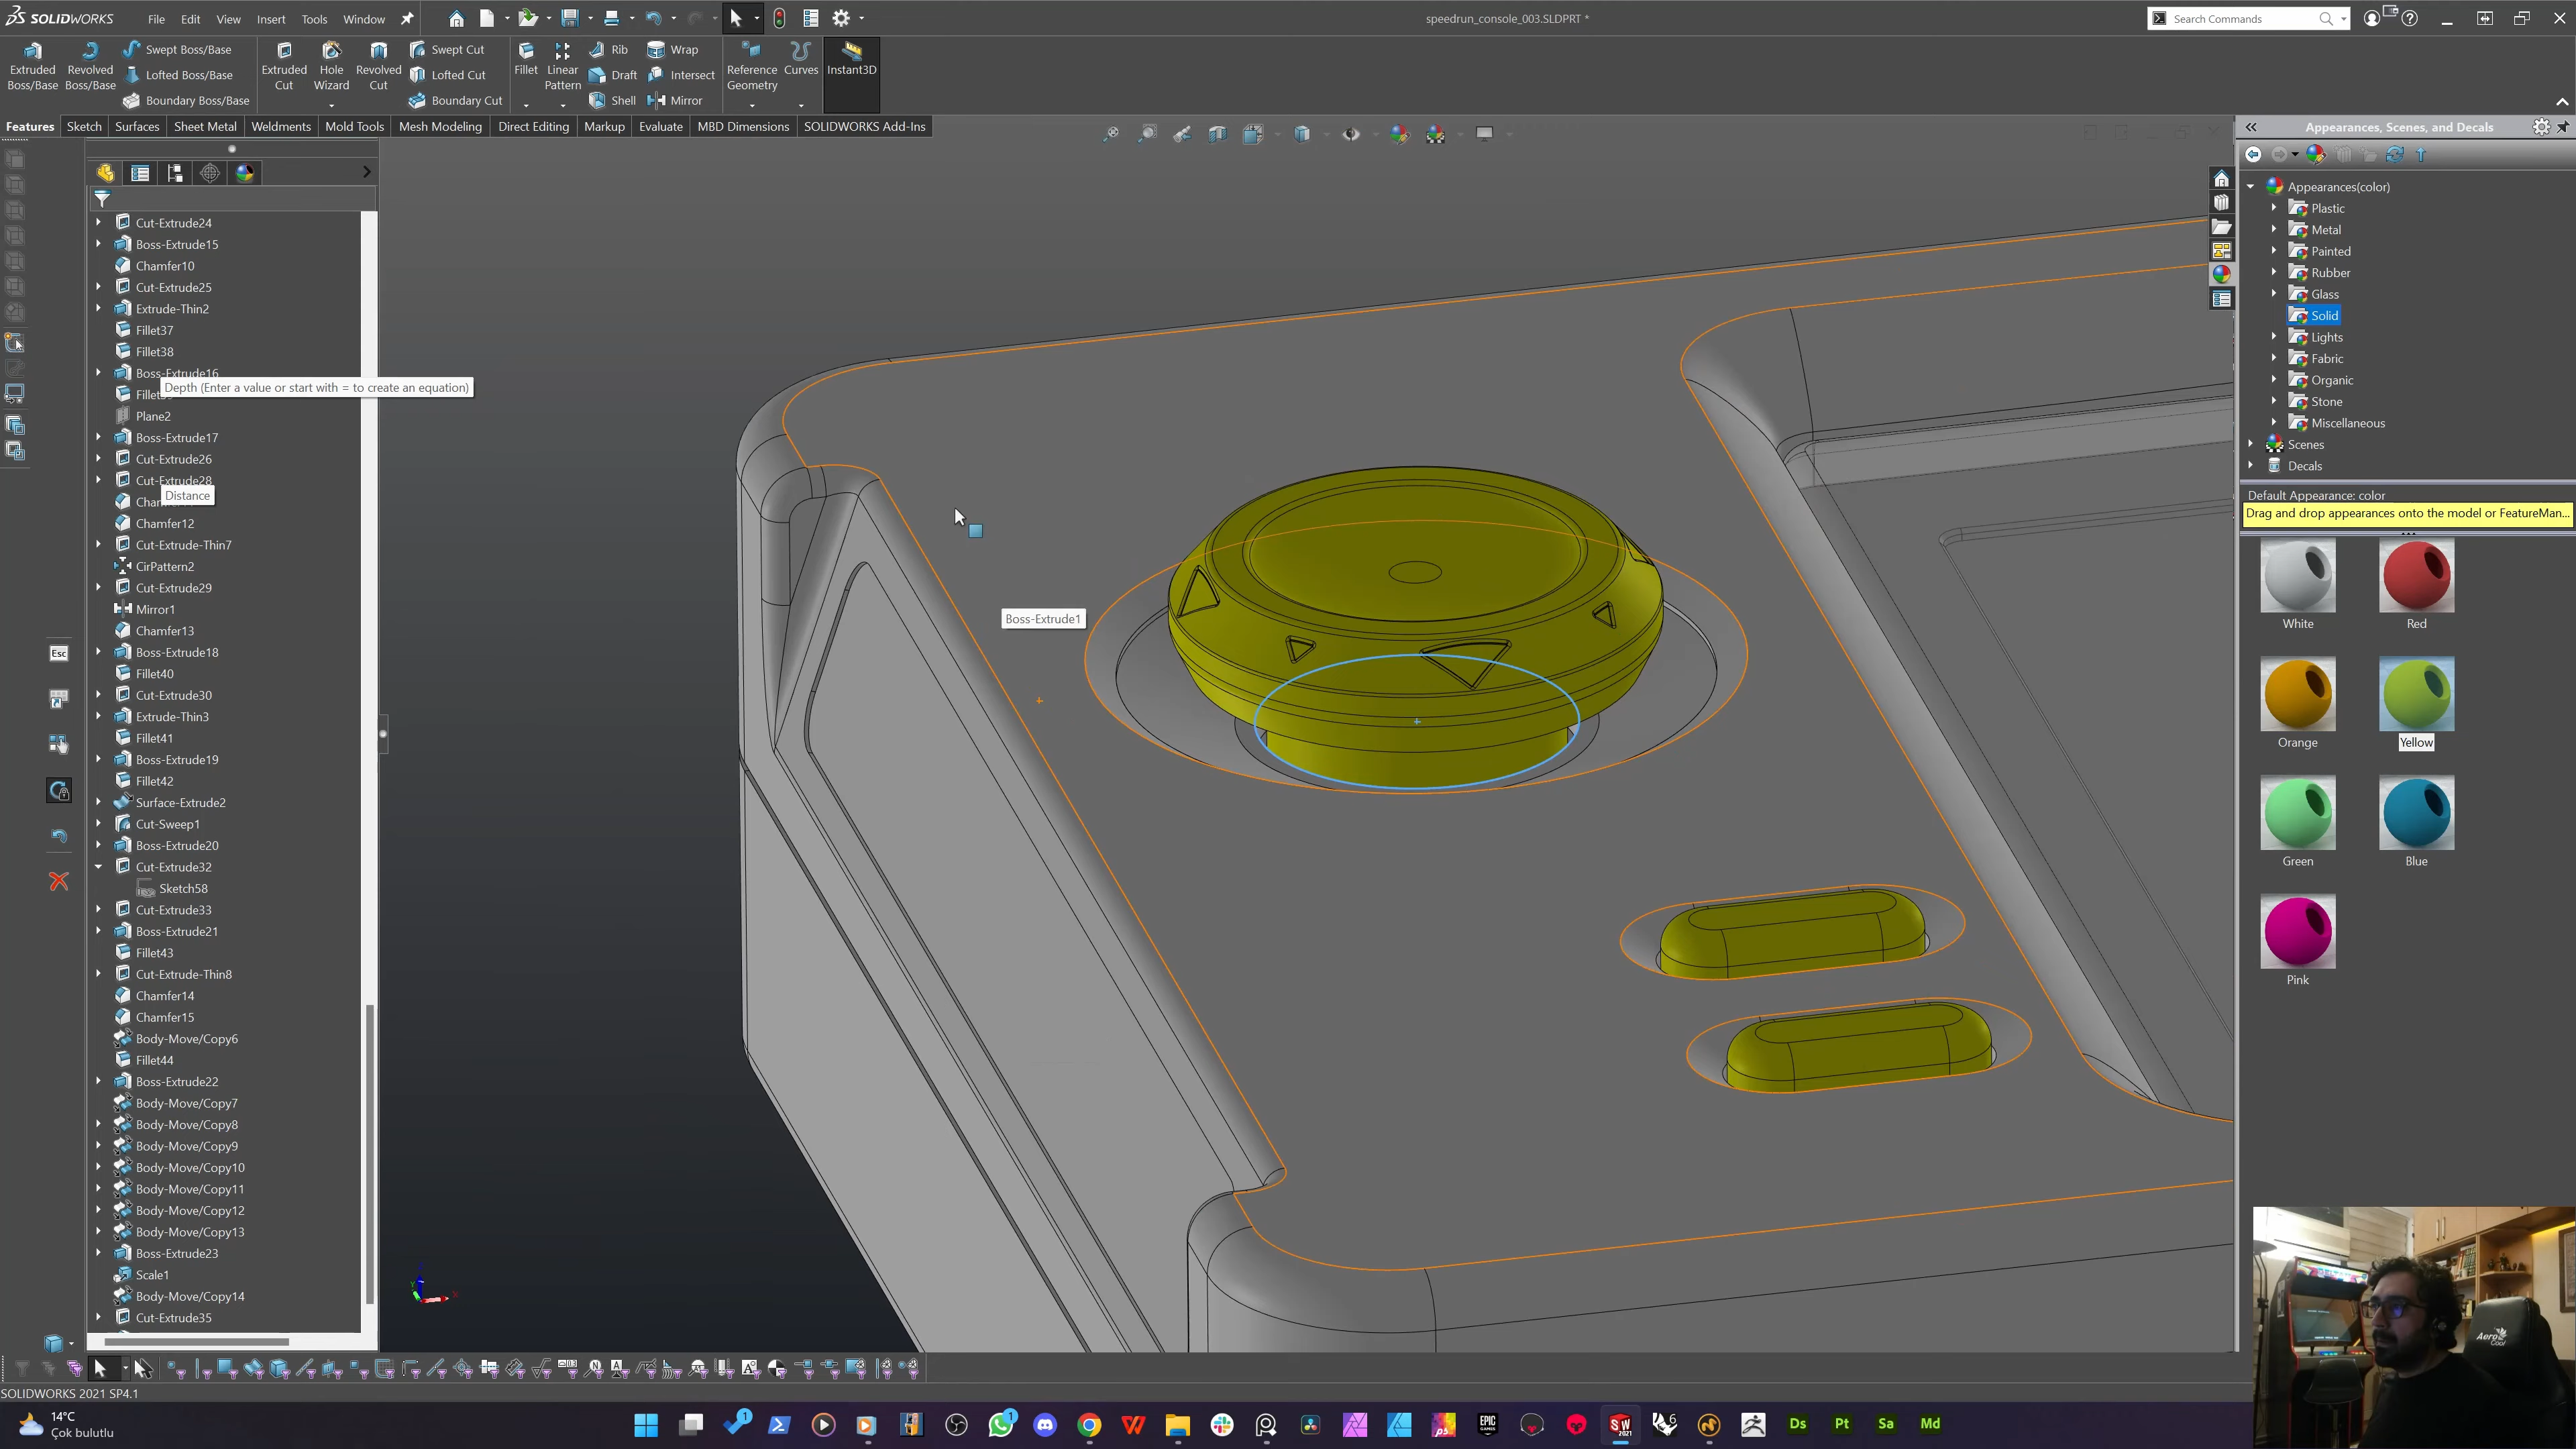 SOLIDWORKS File Edit View Insert Tools Window
speedrun_console_003.SLDPRT *
Search Commands
Extruded Boss/Base
Revolved Boss/Base
Swept Boss/Base
Lofted Boss/Base
Boundary Boss/Base
Extruded Cut
Hole Wizard
Revolved Cut
Swept Cut
Lofted Cut
Boundary Cut
Fillet
Linear Pattern
Rib
Draft
Shell
Wrap
Intersect
Mirror
Reference Geometry
Curves
Instant3D
Features Sketch Surfaces Sheet Metal Weldments Mold Tools Mesh Modeling Direct Editing Markup Evaluate MBD Dimensions SOLIDWORKS Add-Ins
Cut-Extrude24
Boss-Extrude15
Chamfer10
Cut-Extrude25
Extrude-Thin2
Fillet37
Fillet38
Boss-Extrude16
Depth (Enter a value or start with = to create an equation)
Plane2
Boss-Extrude17
Cut-Extrude26
Cut-Extrude28
Distance
Chamfer12
Cut-Extrude-Thin7
CirPattern2
Cut-Extrude29
Mirror1
Chamfer13
Boss-Extrude18
Fillet40
Cut-Extrude30
Extrude-Thin3
Fillet41
Boss-Extrude19
Fillet42
Surface-Extrude2
Cut-Sweep1
Boss-Extrude20
Cut-Extrude32
Sketch58
Cut-Extrude33
Boss-Extrude21
Fillet43
Cut-Extrude-Thin8
Chamfer14
Chamfer15
Body-Move/Copy6
Fillet44
Boss-Extrude22
Body-Move/Copy7
Body-Move/Copy8
Body-Move/Copy9
Body-Move/Copy10
Body-Move/Copy11
Body-Move/Copy12
Body-Move/Copy13
Boss-Extrude23
Scale1
Body-Move/Copy14
Cut-Extrude35
Esc
Boss-Extrude1
Appearances, Scenes, and Decals
Appearances(color)
Plastic
Metal
Painted
Rubber
Glass
Solid
Lights
Fabric
Organic
Stone
Miscellaneous
Scenes
Decals
Default Appearance: color
Drag and drop appearances onto the model or FeatureMan...
White
Red
Orange
Yellow
Green
Blue
Pink
SOLIDWORKS 2021 SP4.1
14°C
Çok bulutlu
Ds
Pt
Sa
Md